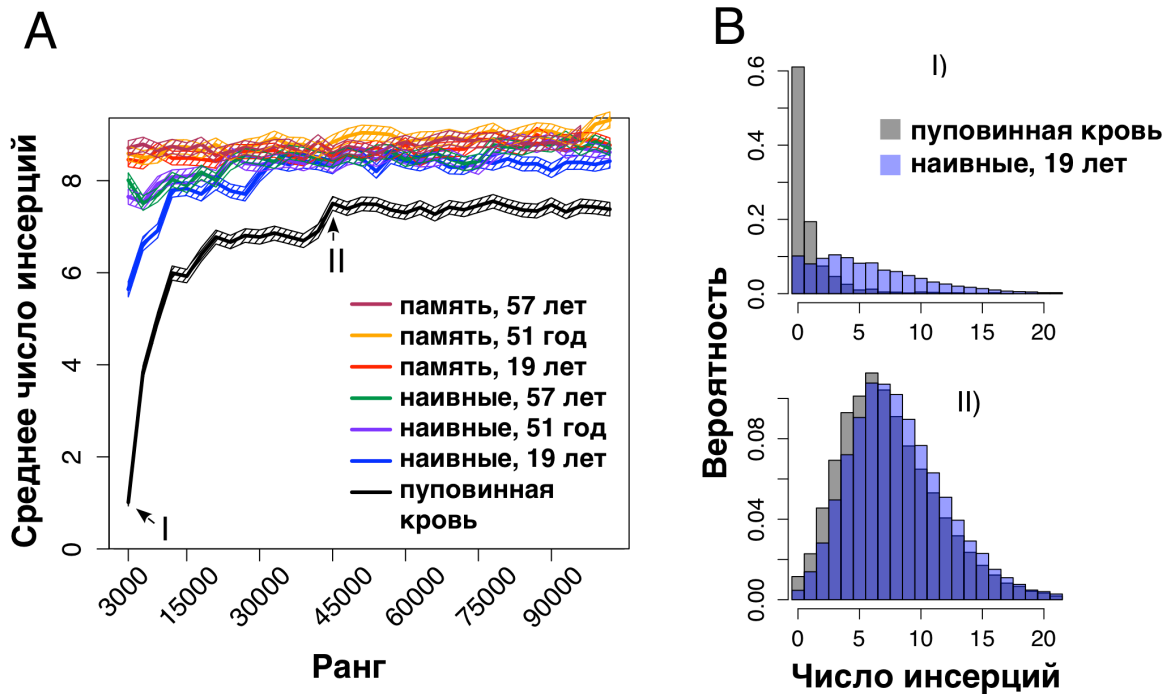 A
Среднее число инсерций
0
2
4
6
8
I
II
память, 57 лет
память, 51 год
память, 19 лет
наивные, 57 лет
наивные, 51 год
наивные, 19 лет
пуповинная
кровь
3000
15000
30000
45000
60000
75000
90000
Ранг
B
I)
пуповинная кровь
наивные, 19 лет
0.6
0.4
0.2
0.0
0
5
10
15
20
Вероятность
II)
0.08
0.04
0.00
0
5
10
15
20
Число инсерций